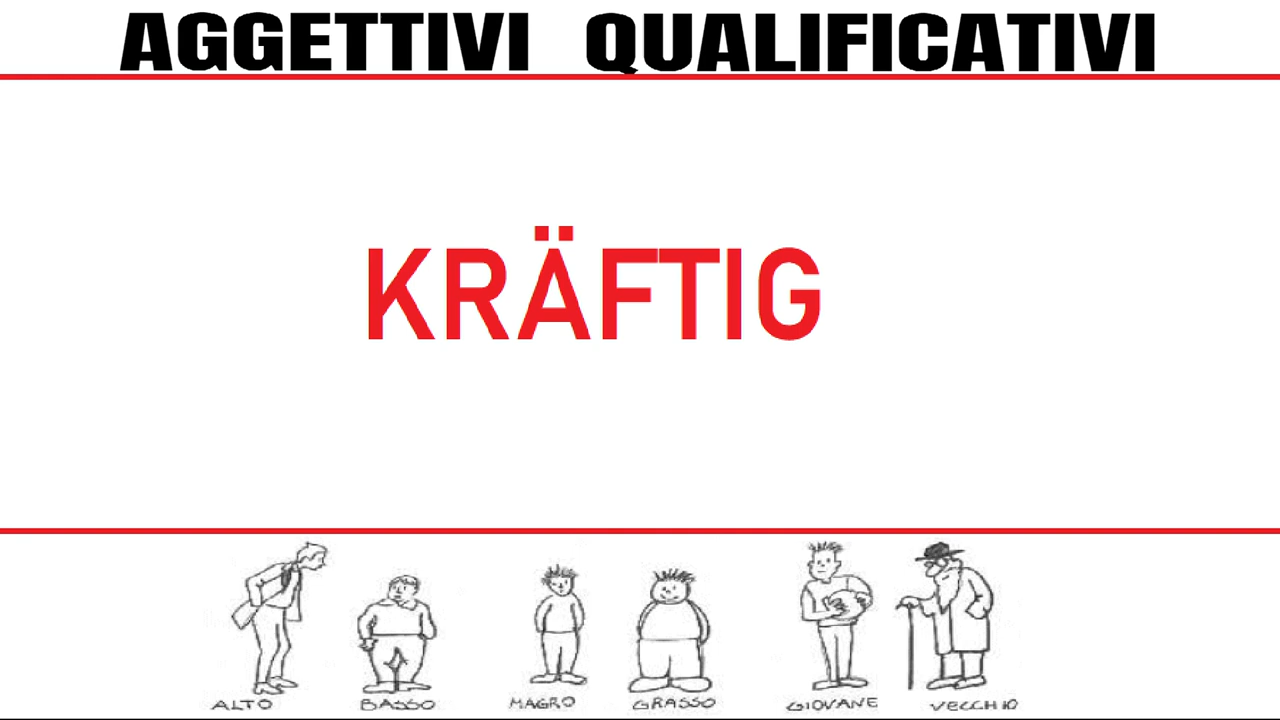 AGGETTIVI QUALIFICATIVI
KRÄFTIG
ALTO BASSO MAGRO GRASSO GIOVANE VECCHIO